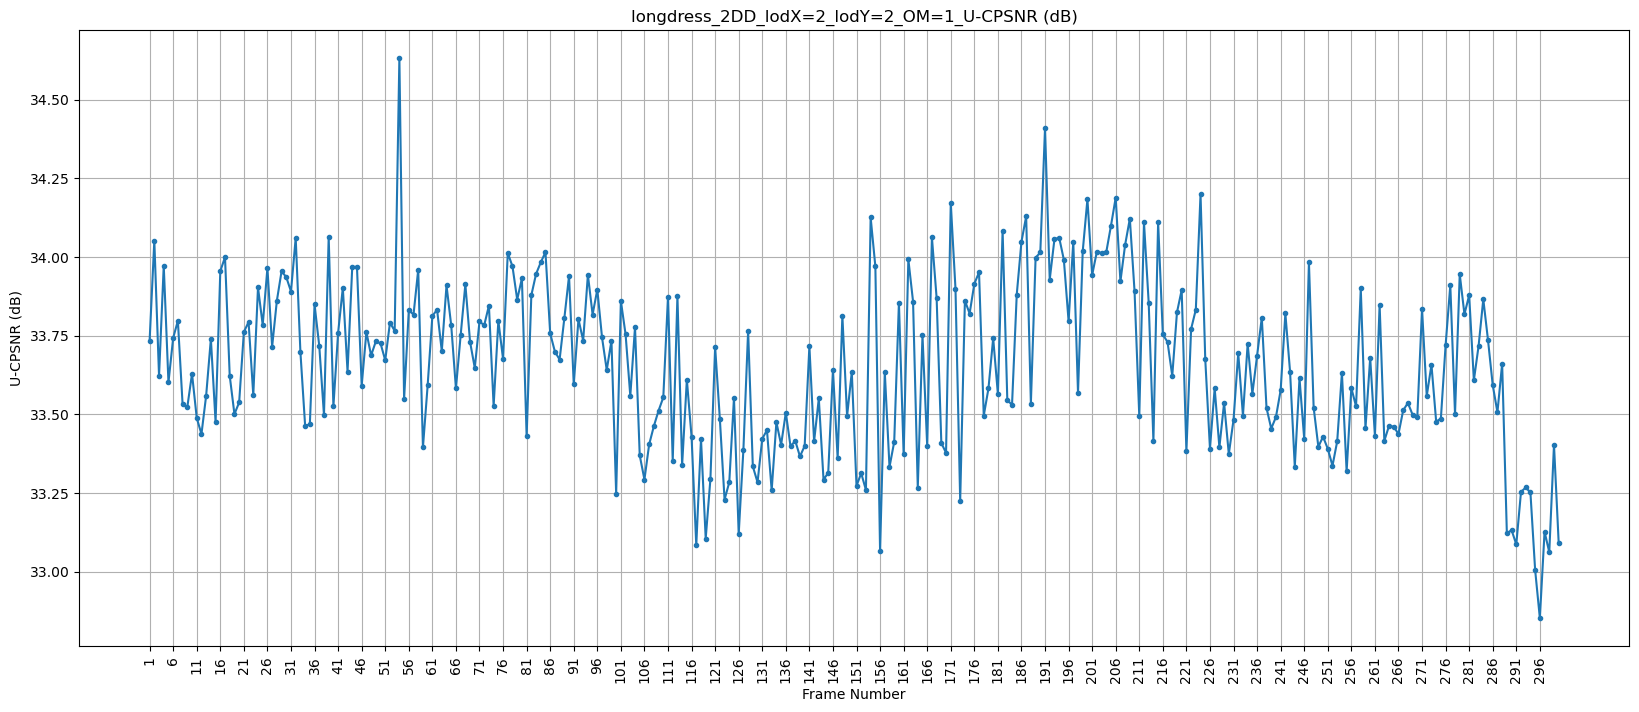 longdress_2DD_lodX=2_lodY=2_OM=1_U-CPSNR (dB)
U-CPSNR (dB)
34.50
34.25
34.00
33.75
33.50
33.25
33.00
1 6 11 16 21 26 31 36 41 46 51 56 61 66 71 76 81 86 91 96 101 106 111 116 121 126 131 136 141 146 151 156 161 166 171 176 181 186 191 196 201 206 211 216 221 226 231 236 241 246 251 256 261 266 271 276 281 286 291 296
Frame Number